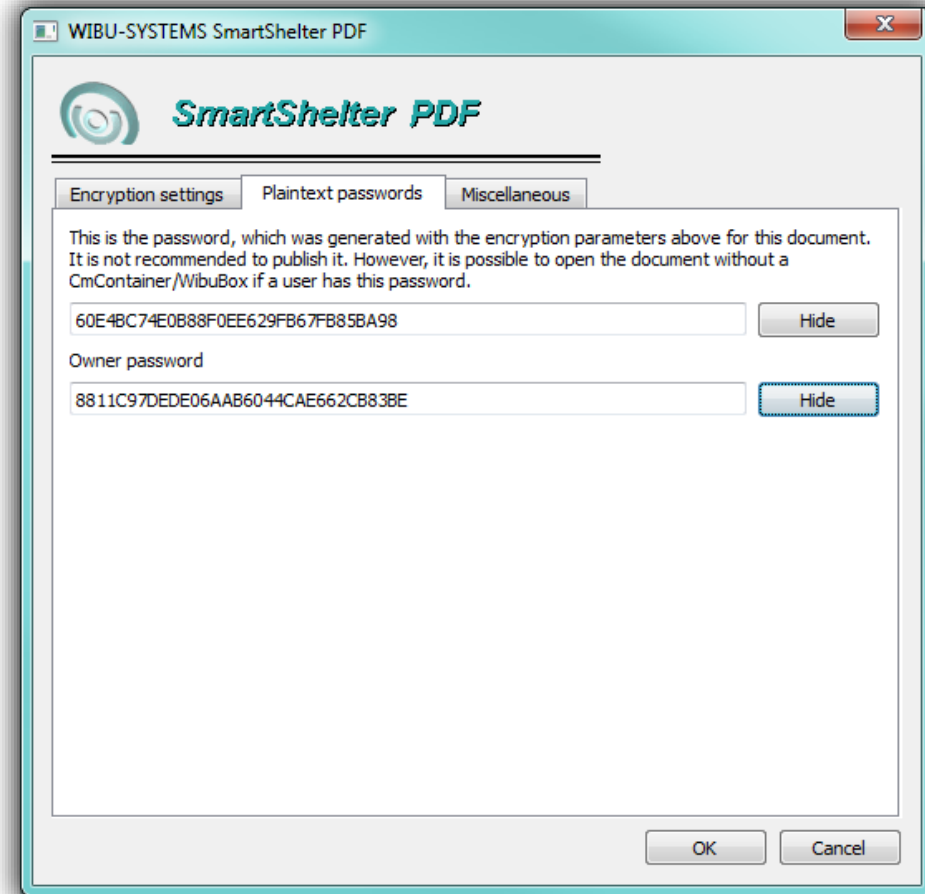 WIBU-SYSTEMS SmartShelter PDF
SmartShelter PDF
Encryption settings Plaintext passwords Miscellaneous
This is the password, which was generated with the encryption parameters above for this document.
It is not recommended to publish it. However, it is possible to open the document without a
CmContainer/WibuBox if a user has this password.
60E4BC74E0B88F0EE629FB67FB85BA98 Hide
Owner password
8811C97DEDE06AAB6044CAE662CB83BE Hide
OK Cancel